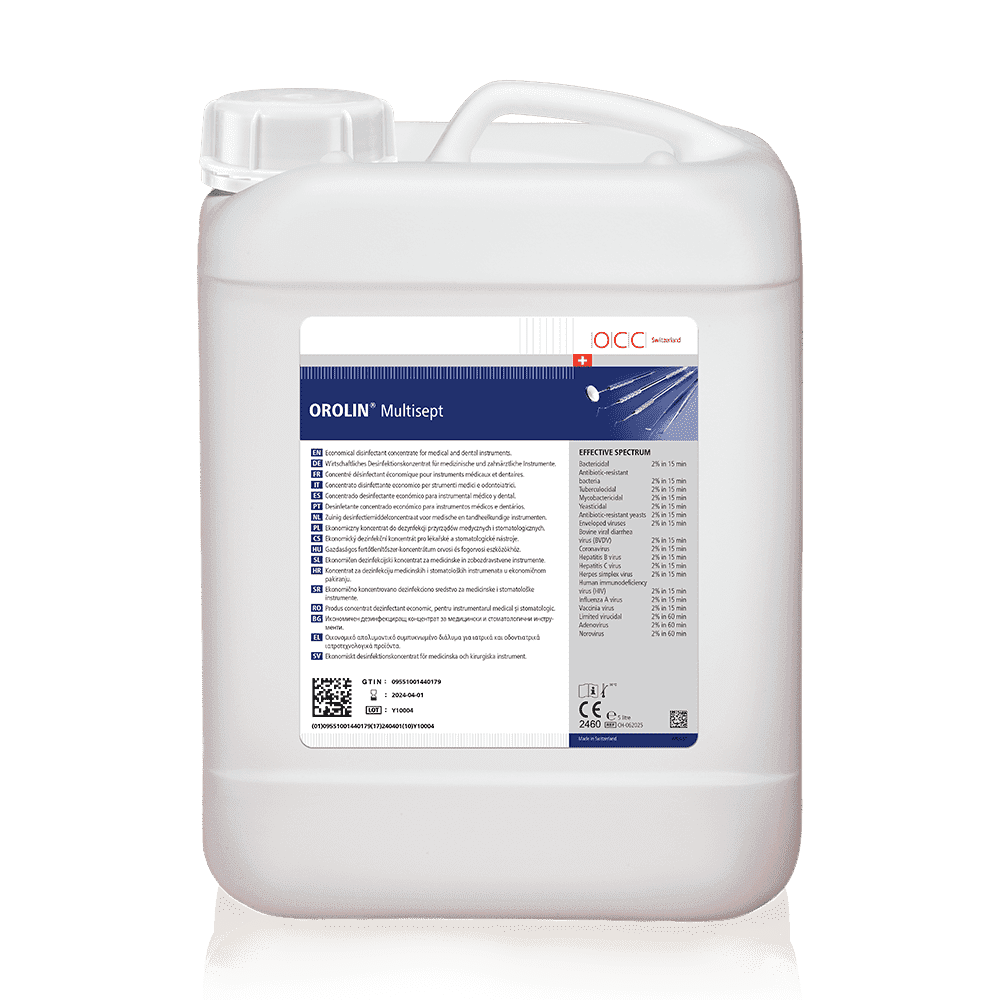 OCC Switzerland
OROLIN® Multisept
EN Economical disinfectant concentrate for medical and dental instruments.
DE Wirtschaftliches Desinfektionskonzentrat für medizinische und zahnärztliche Instrumente.
FR Concentré désinfectant économique pour instruments médicaux et dentaires.
IT Concentrato disinfettante economico per strumenti medici e odontoiatrici.
ES Concentrado desinfectante económico para instrumental médico y dental.
PT Desinfetante concentrado económico para instrumentos médicos e dentários.
NL Zuinig desinfectiemiddelconcentraat voor medische en tandheelkundige instrumenten.
PL Ekonomiczny koncentrat do dezynfekcji przyrządów medycznych i stomatologicznych.
CS Ekonomický dezinfekční koncentrát pro lékařské a stomatologické nástroje.
HU Gazdaságos fertőtlenítőszer-koncentrátum orvosi és fogorvosi eszközökhöz.
SL Ekonomičen dezinfekcijski koncentrat za medicinske in zobozdravstvene instrumente.
HR Koncentrat za dezinfekciju medicinskih i stomatoloških instrumenata u ekonomičnom
pakiranju.
SR Ekonomično koncentrovano dezinfekciono sredstvo za medicinske i stomatološke
instrumente.
RO Produs concentrat dezinfectant economic, pentru instrumentarul medical și stomatologic.
BG Икономичен дезинфекциращ концентрат за медицински и стоматологични инстру-
менти.
EL Οικονομικό απολυμαντικό συμπυκνωμένο διάλυμα για ιατρικά και οδοντιατρικά
ιατροτεχνολογικά προϊόντα.
SV Ekonomiskt desinfektionskoncentrat för medicinska och kirurgiska instrument.
GTIN: 09551001440179
: 2024-04-01
LOT : Y10004
(01)09551001440179(17)240401(10)Y10004
EFFECTIVE SPECTRUM
Bactericidal 2% in 15 min
Antibiotic-resistant
bacteria 2% in 15 min
Tuberculocidal 2% in 15 min
Mycobactericidal 2% in 15 min
Yeasticidal 2% in 15 min
Antibiotic-resistant yeasts 2% in 15 min
Enveloped viruses 2% in 15 min
Bovine viral diarrhea
virus (BVDV) 2% in 15 min
Coronavirus 2% in 15 min
Hepatitis B virus 2% in 15 min
Hepatitis C virus 2% in 15 min
Herpes simplex virus 2% in 15 min
Human immunodeficiency
virus (HIV) 2% in 15 min
Influenza A virus 2% in 15 min
Vaccinia virus 2% in 15 min
Limited virucidal 2% in 60 min
Adenovirus 2% in 60 min
Norovirus 2% in 60 min
CE
2460
℮ 5 litre
REF CH-062025
Made in Switzerland